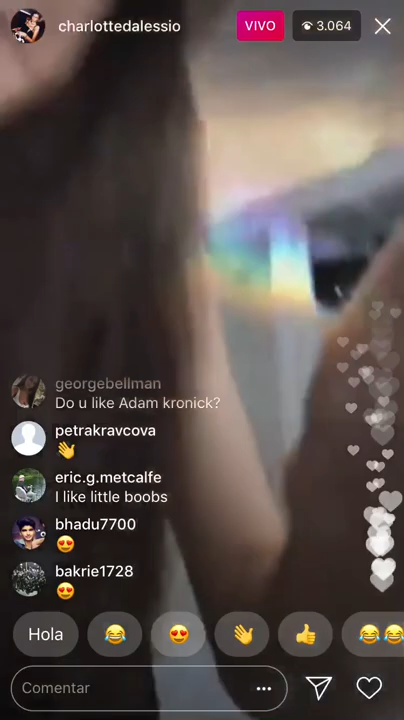 charlottedalessio
VIVO
3.064
georgebellman
Do u like Adam kronick?
petrakravcova
👋
eric.g.metcalfe
I like little boobs
bhadu7700
😍
bakrie1728
😍
Hola 😂 😍 👋 👍 😂😂
Comentar